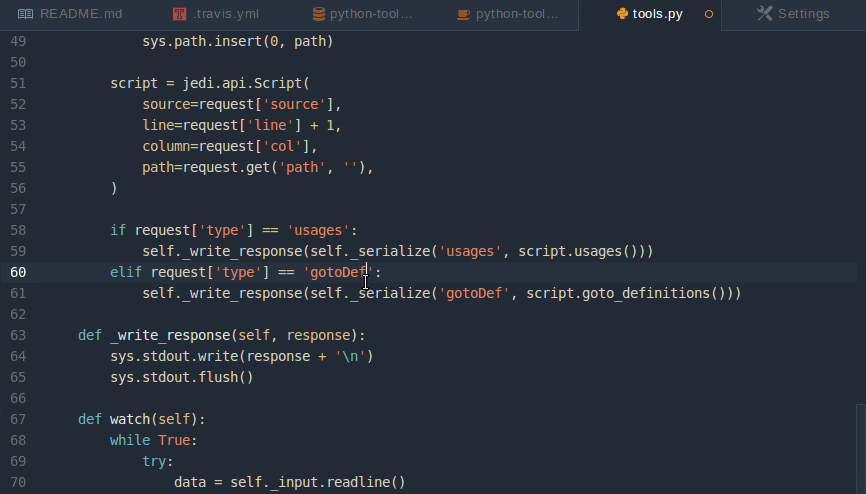 README.md .travis.yml python-tool... python-tool... tools.py Settings
49 sys.path.insert(0, path)
50
51 script = jedi.api.Script(
52 source=request['source'],
53 line=request['line'] + 1,
54 column=request['col'],
55 path=request.get('path', ''),
56 )
57
58 if request['type'] == 'usages':
59 self._write_response(self._serialize('usages', script.usages()))
60 elif request['type'] == 'gotoDef':
61 self._write_response(self._serialize('gotoDef', script.goto_definitions()))
62
63 def _write_response(self, response):
64 sys.stdout.write(response + '\n')
65 sys.stdout.flush()
66
67 def watch(self):
68 while True:
69 try:
70 data = self._input.readline()